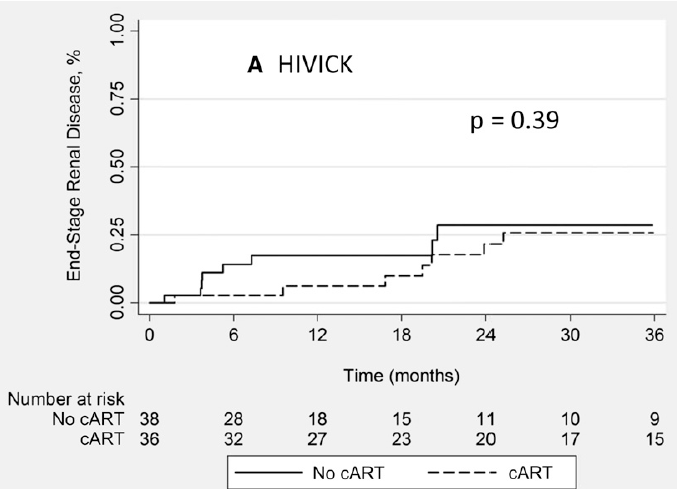 End-Stage Renal Disease, %
1.00
0.75
0.50
0.25
0.00
A HIVICK
p = 0.39
0 6 12 18 24 30 36
Time (months)
Number at risk
No cART 38 28 18 15 11 10 9
cART 36 32 27 23 20 17 15
No cART cART